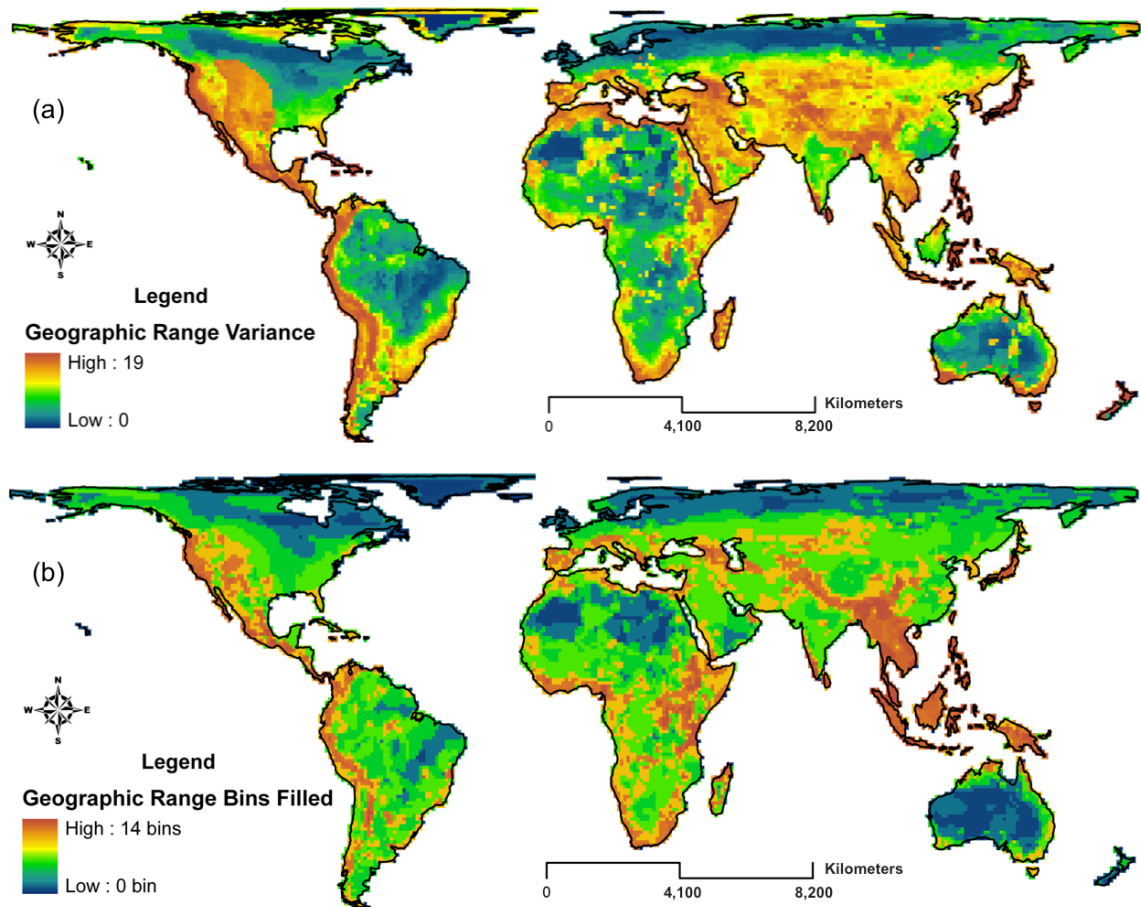 (a)
N
W E
S
Legend
Geographic Range Variance
High : 19
Low : 0
Kilometers
0 4,100 8,200
(b)
N
W E
S
Legend
Geographic Range Bins Filled
High : 14 bins
Low : 0 bin
Kilometers
0 4,100 8,200